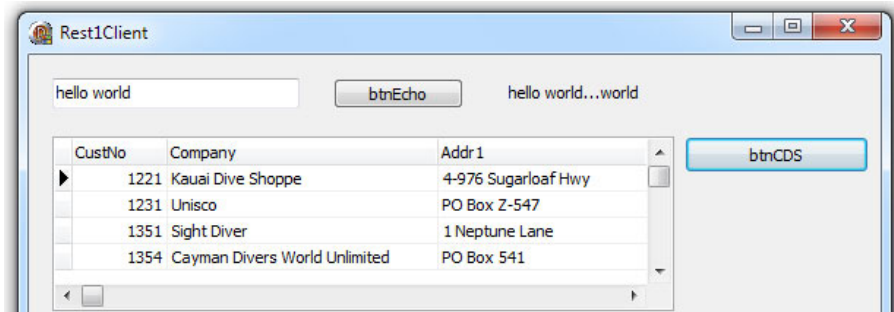 Rest1Client
hello world btnEcho hello world...world
CustNo Company Addr1 btnCDS
1221 Kauai Dive Shoppe 4-976 Sugarloaf Hwy
1231 Unisco PO Box Z-547
1351 Sight Diver 1 Neptune Lane
1354 Cayman Divers World Unlimited PO Box 541